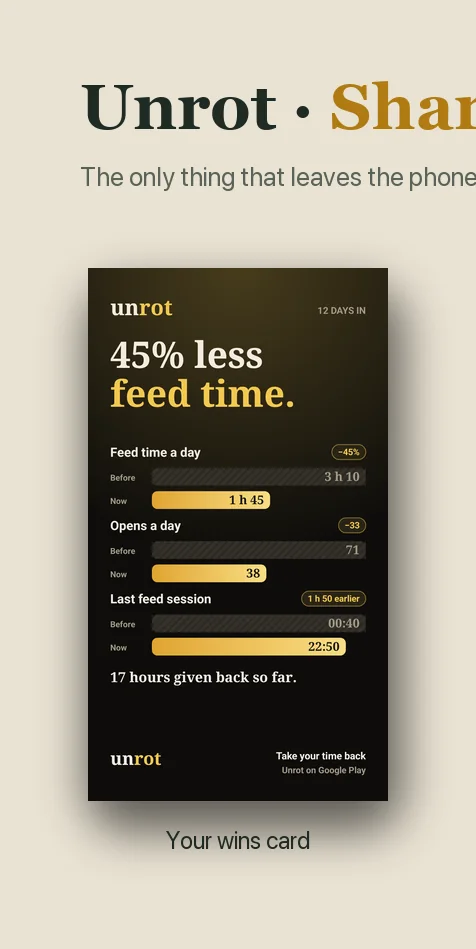 Unrot · Shar
The only thing that leaves the phone
unrot
12 DAYS IN
45% less
feed time.
Feed time a day
−45%
Before
3 h 10
Now
1 h 45
Opens a day
−33
Before
71
Now
38
Last feed session
1 h 50 earlier
Before
00:40
Now
22:50
17 hours given back so far.
unrot
Take your time back
Unrot on Google Play
Your wins card